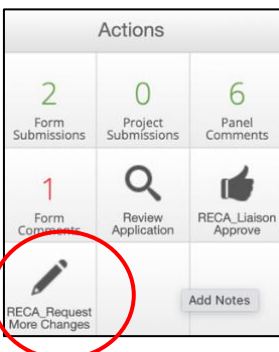 Actions
2
0
6
Form
Submissions
Project
Submissions
Panel
Comments
1
Form
Comments
Review
Application
RECA_Liaison
Approve
RECA_Request
More Changes
Add Notes